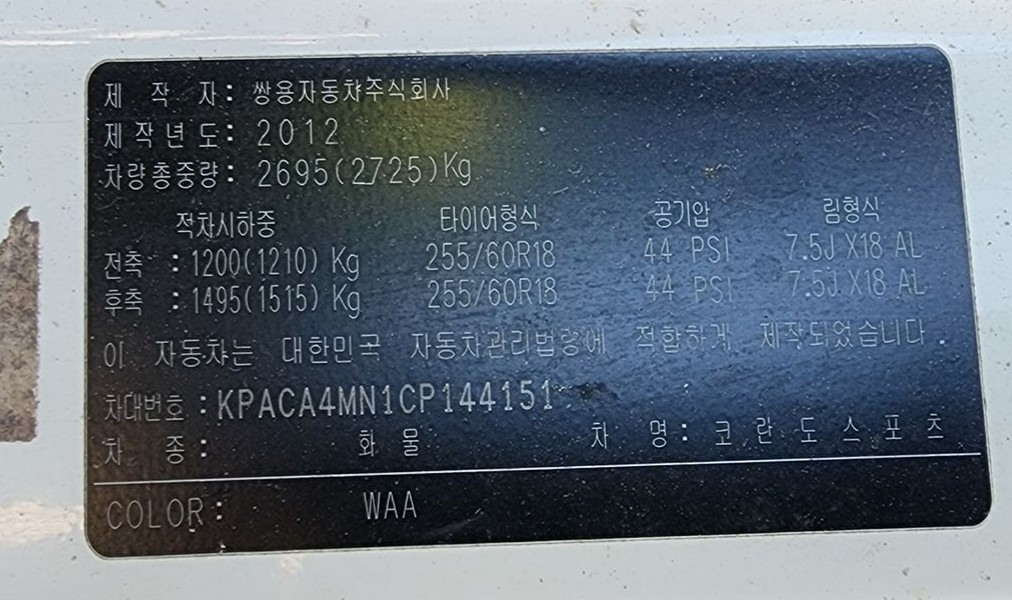 제 작 자: 쌍용자동차주식회사
제작년도: 2012
차량총중량: 2695(2725)Kg
적차시하중 타이어형식 공기압 림형식
전축 : 1200(1210) Kg 255/60R18 44 PSI 7.5J X18 AL
후축 : 1495(1515) Kg 255/60R18 44 PSI 7.5J X18 AL
이 자동차는 대한민국 자동차관리법령에 적합하게 제작되었습니다.
차대번호 : KPACA4MN1CP144151
차 종: 화 물 차 명: 코 란 도 스 포 츠
COLOR: WAA